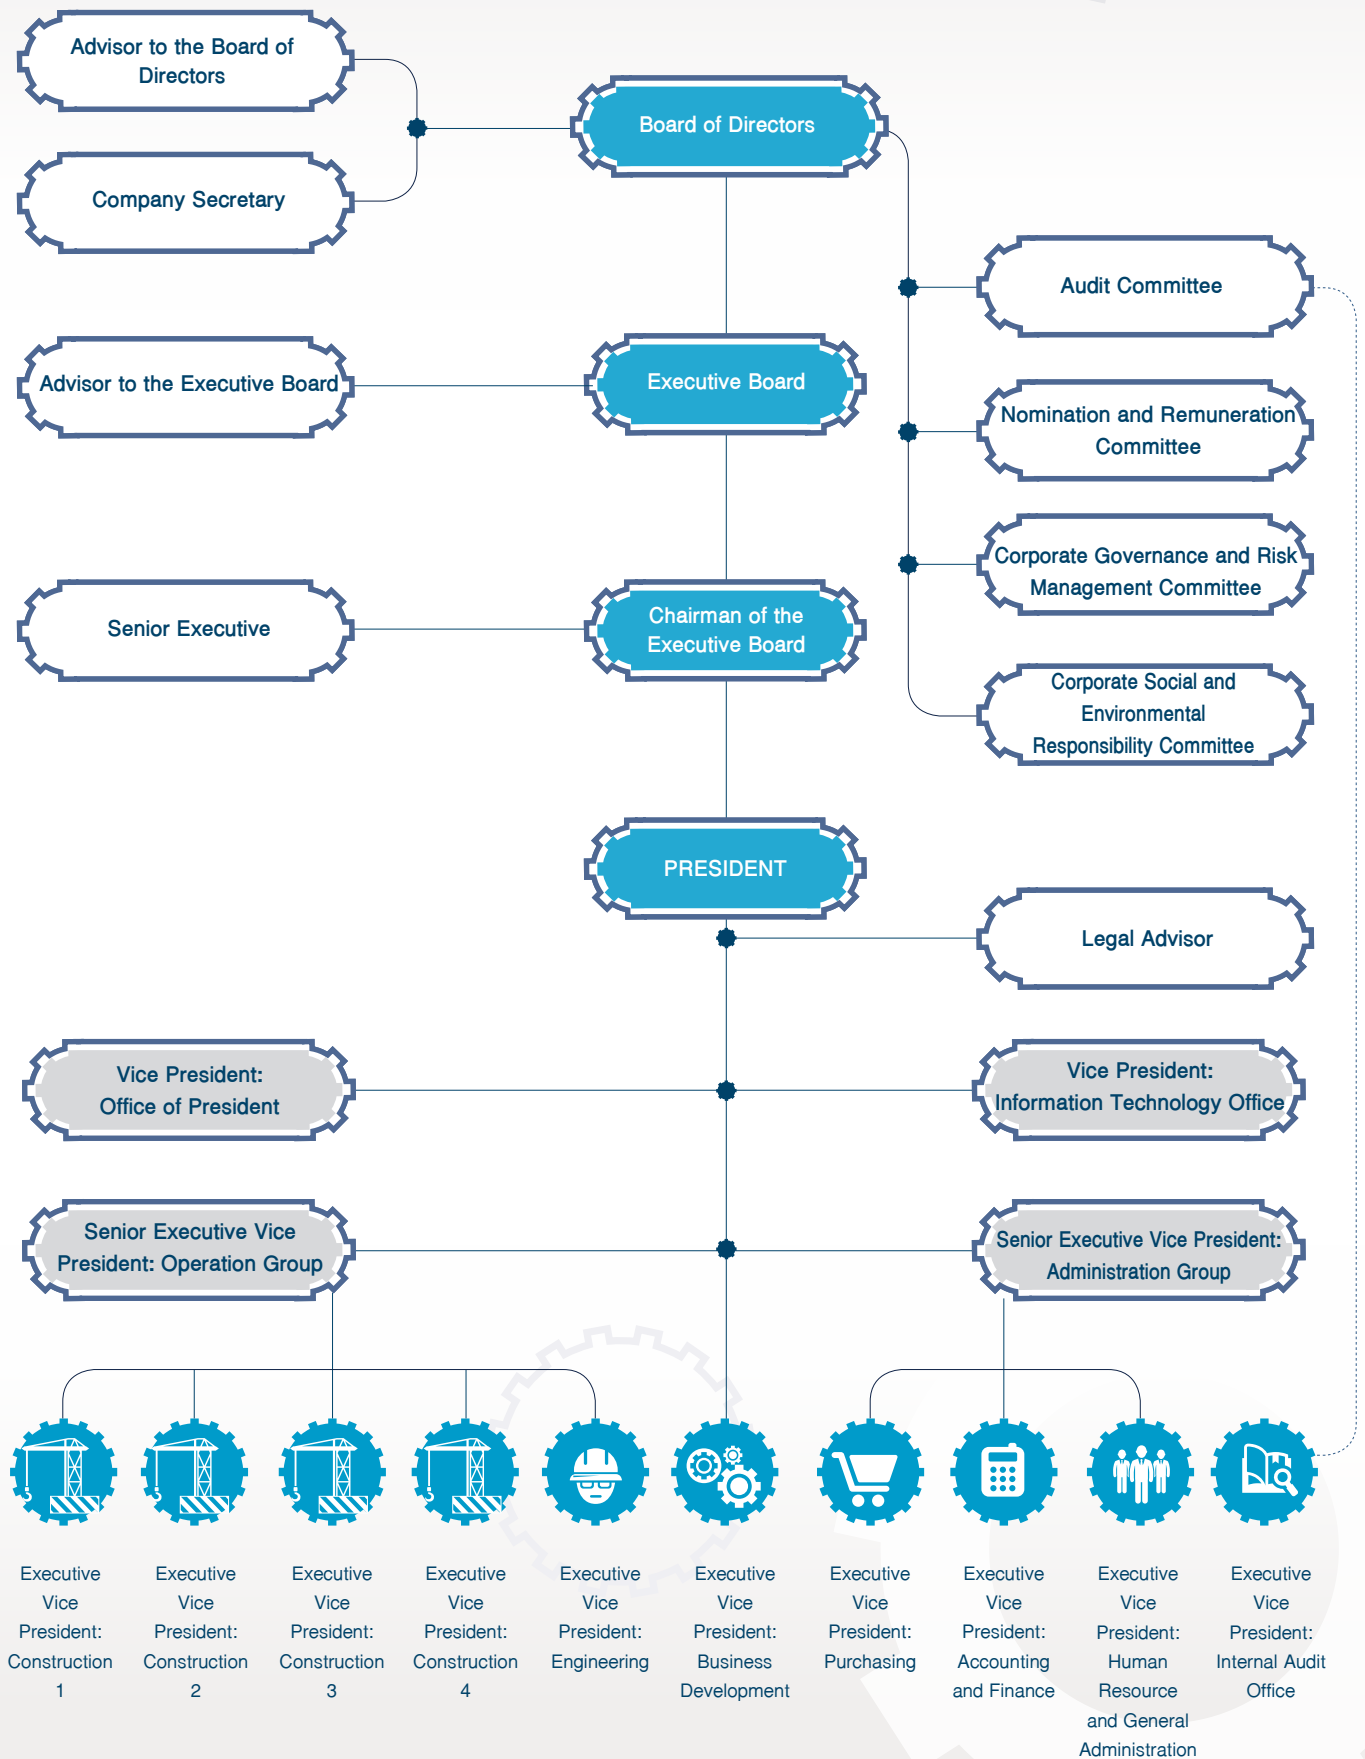 Advisor to the Board of
Directors
Board of Directors
Company Secretary
Audit Committee
Advisor to the Executive Board
Executive Board
Nomination and Remuneration
Committee
Corporate Governance and Risk
Management Committee
Senior Executive
Chairman of the
Executive Board
Corporate Social and
Environmental
Responsibility Committee
PRESIDENT
Legal Advisor
Vice President:
Office of President
Vice President:
Information Technology Office
Senior Executive Vice
President: Operation Group
Senior Executive Vice President:
Administration Group
Executive
Vice
President:
Construction
1
Executive
Vice
President:
Construction
2
Executive
Vice
President:
Construction
3
Executive
Vice
President:
Construction
4
Executive
Vice
President:
Engineering
Executive
Vice
President:
Business
Development
Executive
Vice
President:
Purchasing
Executive
Vice
President:
Accounting
and Finance
Executive
Vice
President:
Human
Resource
and General
Administration
Executive
Vice
President:
Internal Audit
Office